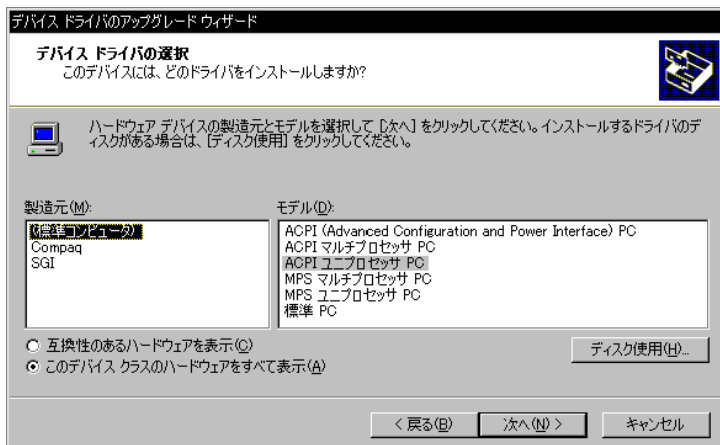 デバイス ドライバのアップグレード ウィザード
デバイス ドライバの選択
このデバイスには、どのドライバをインストールしますか?
ハードウェア デバイスの製造元とモデルを選択して [次へ] をクリックしてください。インストールするドライバのデ
ィスクがある場合は、[ディスク使用] をクリックしてください。
製造元(M):
モデル(D):
(標準コンピュータ)
Compaq
SGI
ACPI (Advanced Configuration and Power Interface) PC
ACPI マルチプロセッサ PC
ACPI ユニプロセッサ PC
MPS マルチプロセッサ PC
MPS ユニプロセッサ PC
標準 PC
互換性のあるハードウェアを表示(C)
このデバイス クラスのハードウェアをすべて表示(A)
ディスク使用(H)...
< 戻る(B)
次へ(N) >
キャンセル